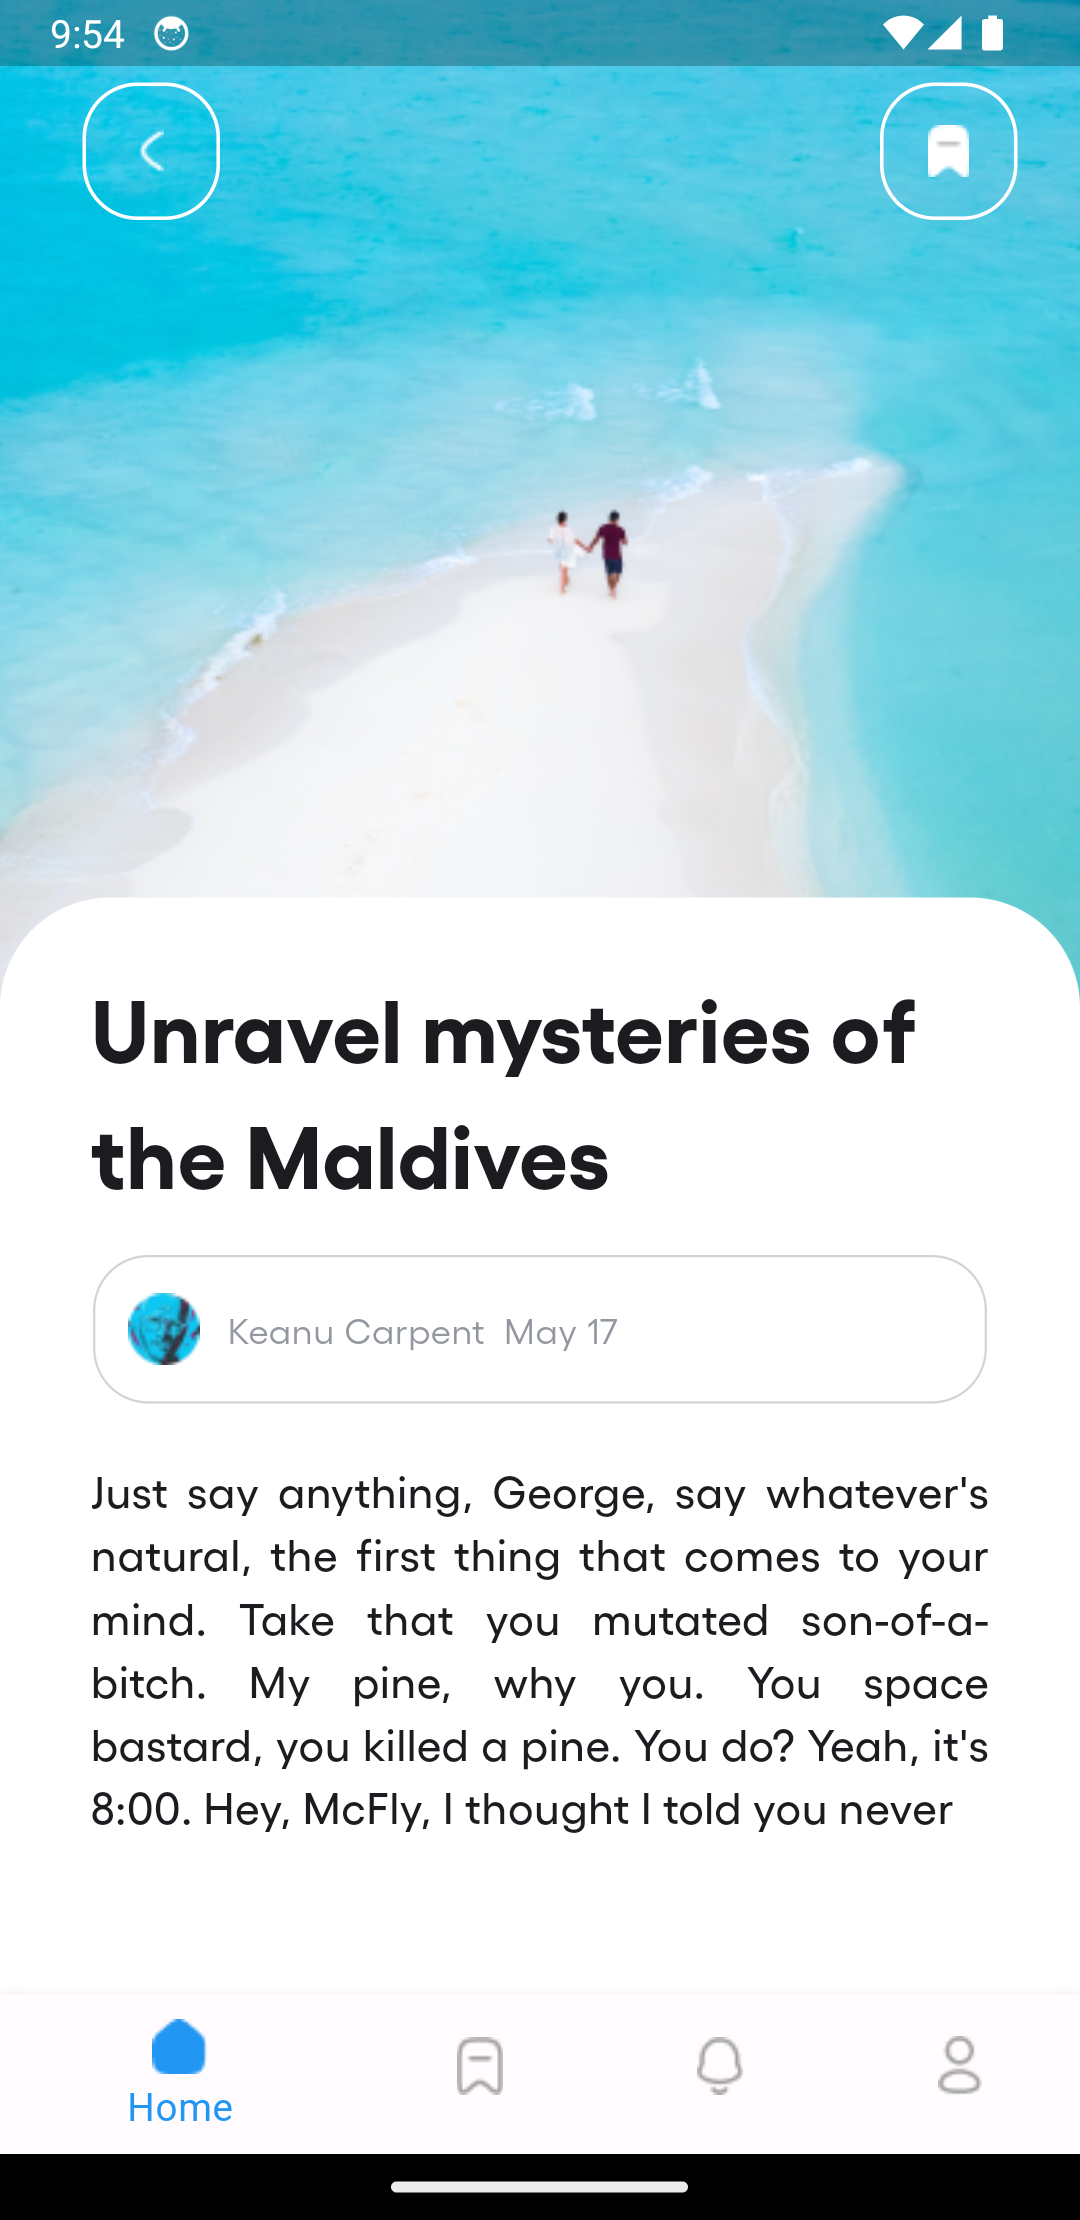 9:54
Unravel mysteries of
the Maldives
Keanu Carpent May 17
Just say anything, George, say whatever's
natural, the first thing that comes to your
mind. Take that you mutated son-of-a-
bitch. My pine, why you. You space
bastard, you killed a pine. You do? Yeah, it's
8:00. Hey, McFly, I thought I told you never
Home